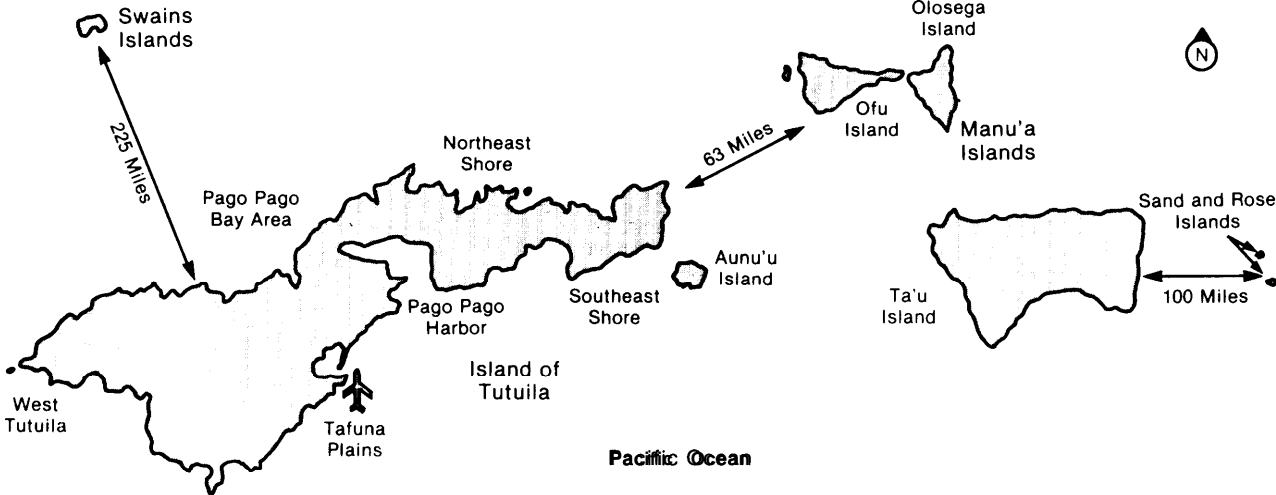 Swains
Islands
225 Miles
Olosega
Island
N
Ofu
Island
Manu'a
Islands
63 Miles
Northeast
Shore
Pago Pago
Bay Area
Sand and Rose
Islands
Aunu'u
Island
Ta'u
Island
100 Miles
Pago Pago
Harbor
Southeast
Shore
Island of
Tutuila
West
Tutuila
Tafuna
Plains
Pacific Ocean